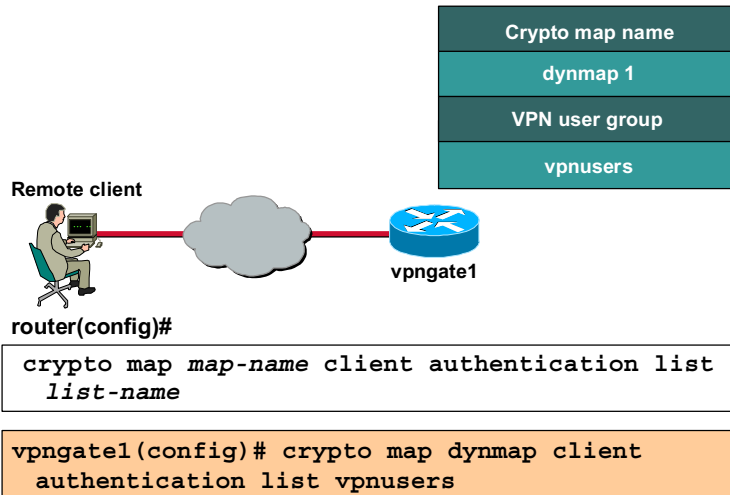 Crypto map name
dynmap 1
VPN user group
vpnusers
Remote client
vpngate1
router(config)#
crypto map map-name client authentication list
list-name
vpngate1(config)# crypto map dynmap client
authentication list vpnusers